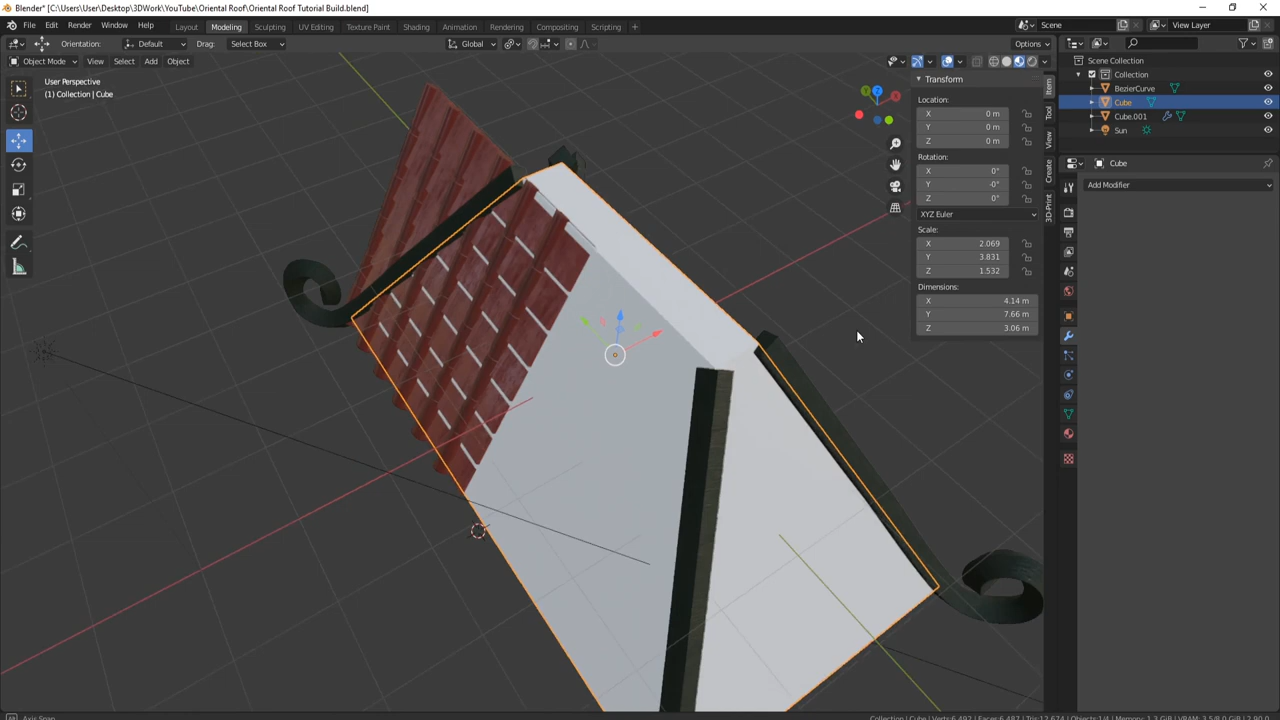 Blender* [C:\Users\User\Desktop\3DWork\YouTube\Oriental Roof\Oriental Roof Tutorial Build.blend]
File Edit Render Window Help Layout Modeling Sculpting UV Editing Texture Paint Shading Animation Rendering Compositing Scripting + Scene View Layer
Orientation: Default Drag: Select Box Global Options
Object Mode View Select Add Object
User Perspective
(1) Collection | Cube
Transform
Location:
X 0 m
Y 0 m
Z 0 m
Rotation:
X 0°
Y -0°
Z 0°
XYZ Euler
Scale:
X 2.069
Y 3.831
Z 1.532
Dimensions:
X 4.14 m
Y 7.66 m
Z 3.06 m
Item
Tool
View
Create
3D-Print
Scene Collection
Collection
BezierCurve
Cube
Cube.001
Sun
Cube
Add Modifier
X
Y
Z
Axis Snap